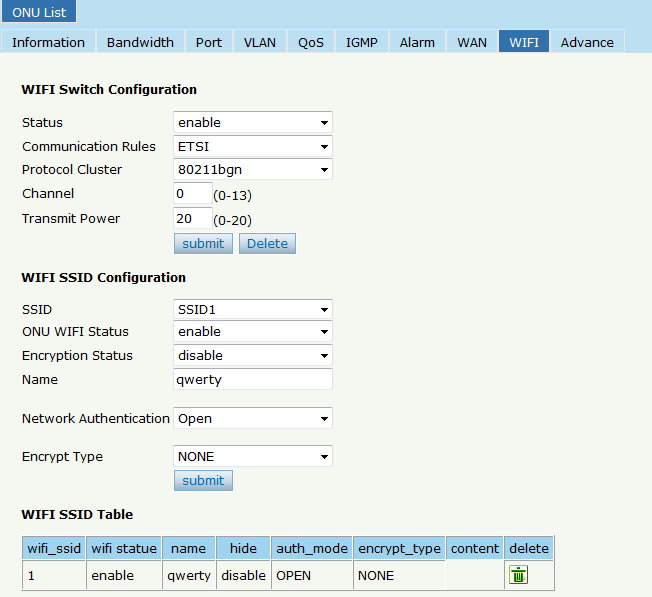 ONU List
Information Bandwidth Port VLAN QoS IGMP Alarm WAN WIFI Advance
WIFI Switch Configuration
Status enable
Communication Rules ETSI
Protocol Cluster 80211bgn
Channel 0 (0-13)
Transmit Power 20 (0-20)
submit Delete
WIFI SSID Configuration
SSID SSID1
ONU WIFI Status enable
Encryption Status disable
Name qwerty
Network Authentication Open
Encrypt Type NONE
submit
WIFI SSID Table
wifi_ssid wifi statue name hide auth_mode encrypt_type content delete
1 enable qwerty disable OPEN NONE